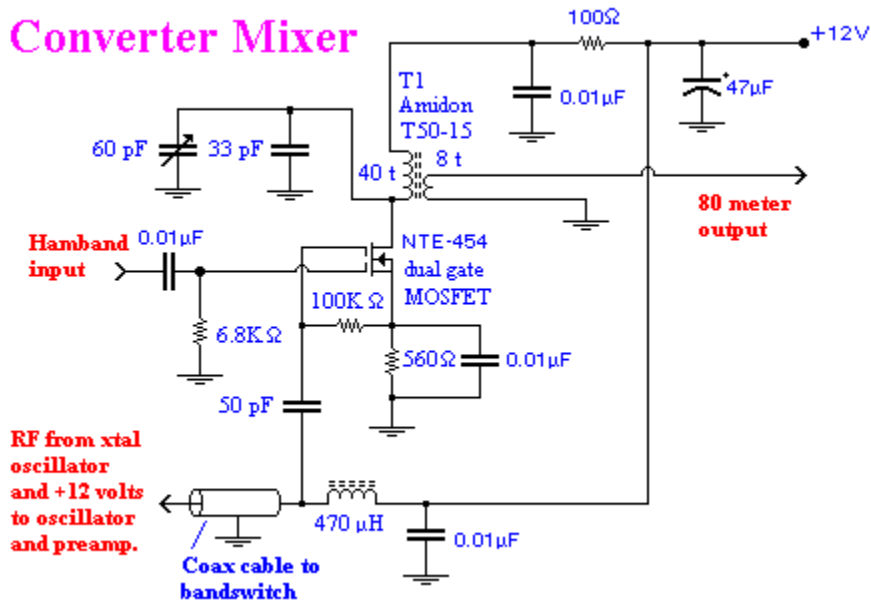 Converter Mixer
100Ω
+12V
T1
Amidon
T50-15
0.01µF
47µF
+
60 pF
33 pF
40 t
8 t
80 meter
output
Hamband
input
0.01µF
NTE-454
dual gate
MOSFET
100K Ω
6.8K Ω
560Ω
0.01µF
50 pF
RF from xtal
oscillator
and +12 volts
to oscillator
and preamp.
470 µH
0.01µF
Coax cable to
bandswitch